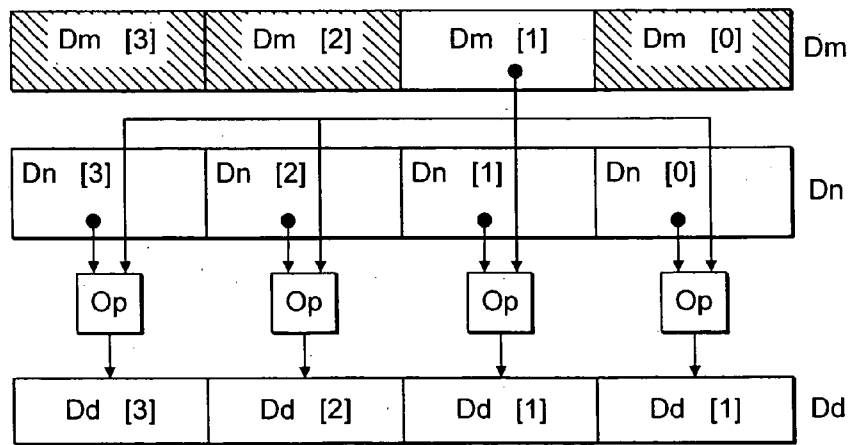 Dm [3] Dm [2] Dm [1] Dm [0] Dm
Dn [3] Dn [2] Dn [1] Dn [0] Dn
Op Op Op Op
Dd [3] Dd [2] Dd [1] Dd [1] Dd